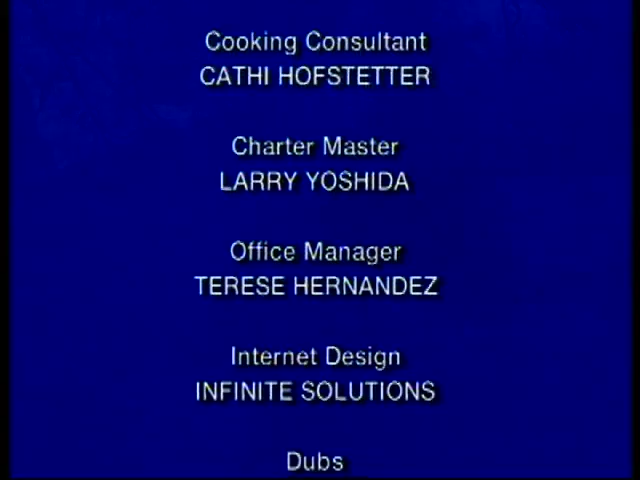 Cooking Consultant
CATHI HOFSTETTER
Charter Master
LARRY YOSHIDA
Office Manager
TERESE HERNANDEZ
Internet Design
INFINITE SOLUTIONS
Dubs